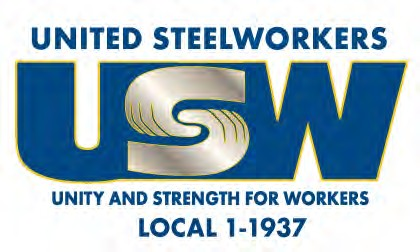 UNITED STEELWORKERS
USW
UNITY AND STRENGTH FOR WORKERS
LOCAL 1-1937